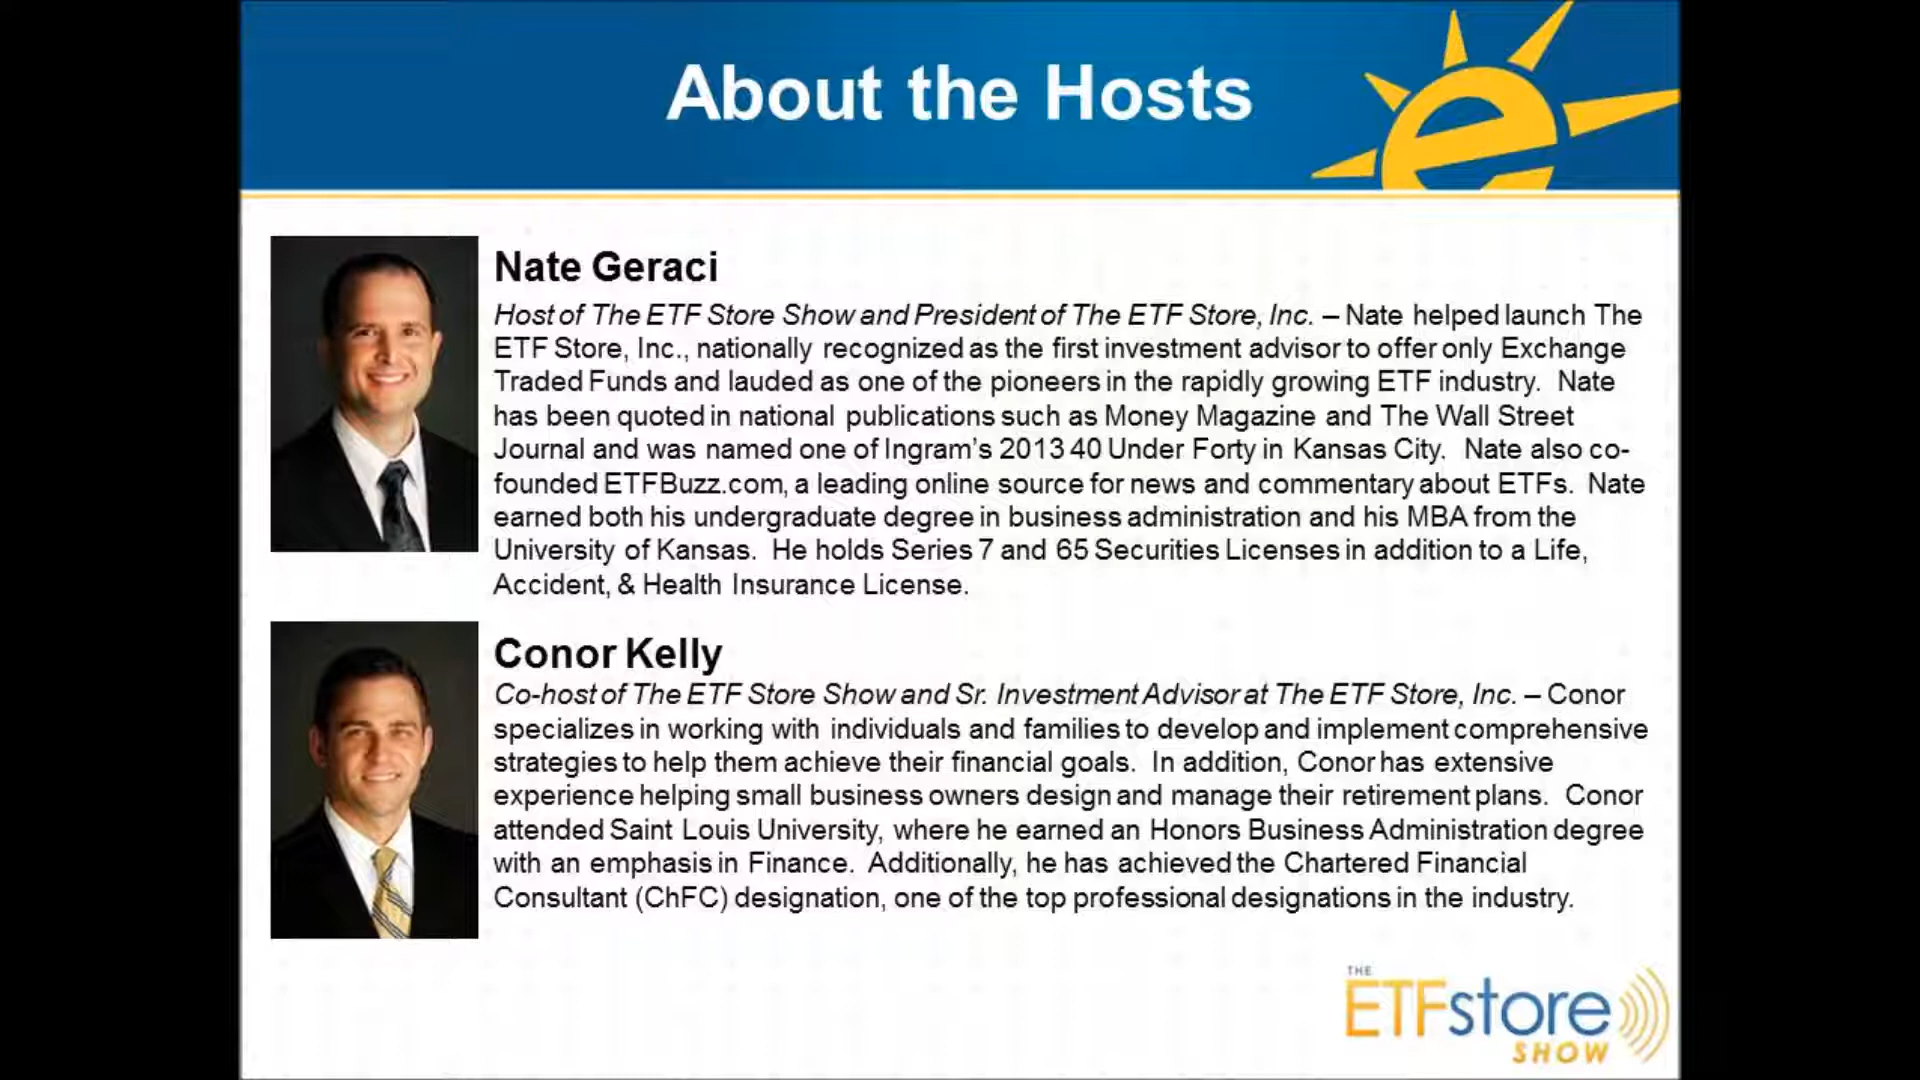 About the Hosts
Nate Geraci
Host of The ETF Store Show and President of The ETF Store, Inc. – Nate helped launch The
ETF Store, Inc., nationally recognized as the first investment advisor to offer only Exchange
Traded Funds and lauded as one of the pioneers in the rapidly growing ETF industry. Nate
has been quoted in national publications such as Money Magazine and The Wall Street
Journal and was named one of Ingram's 2013 40 Under Forty in Kansas City. Nate also co-
founded ETFBuzz.com, a leading online source for news and commentary about ETFs. Nate
earned both his undergraduate degree in business administration and his MBA from the
University of Kansas. He holds Series 7 and 65 Securities Licenses in addition to a Life,
Accident, & Health Insurance License.
Conor Kelly
Co-host of The ETF Store Show and Sr. Investment Advisor at The ETF Store, Inc. – Conor
specializes in working with individuals and families to develop and implement comprehensive
strategies to help them achieve their financial goals. In addition, Conor has extensive
experience helping small business owners design and manage their retirement plans. Conor
attended Saint Louis University, where he earned an Honors Business Administration degree
with an emphasis in Finance. Additionally, he has achieved the Chartered Financial
Consultant (ChFC) designation, one of the top professional designations in the industry.
THE
ETFstore
SHOW